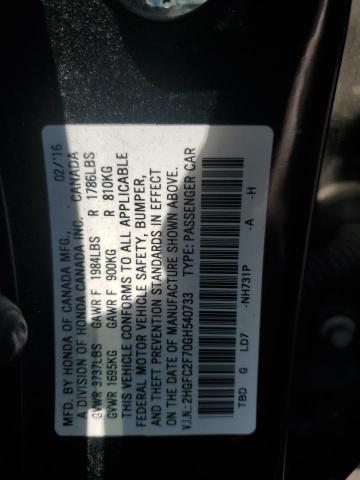 MFD. BY HONDA OF CANADA MFG., 02/'16
A DIVISION OF HONDA CANADA INC. CANADA
GVWR 3737LBS GAWR F 1984LBS R 1786LBS
GVWR 1695KG GAWR F 900KG R 810KG
THIS VEHICLE CONFORMS TO ALL APPLICABLE
FEDERAL MOTOR VEHICLE SAFETY, BUMPER,
AND THEFT PREVENTION STANDARDS IN EFFECT
ON THE DATE OF MANUFACTURE SHOWN ABOVE.
V.I.N.: 2HGFC2F70GH540733 TYPE: PASSENGER CAR
-NH731P -A -H
TBD G LD7